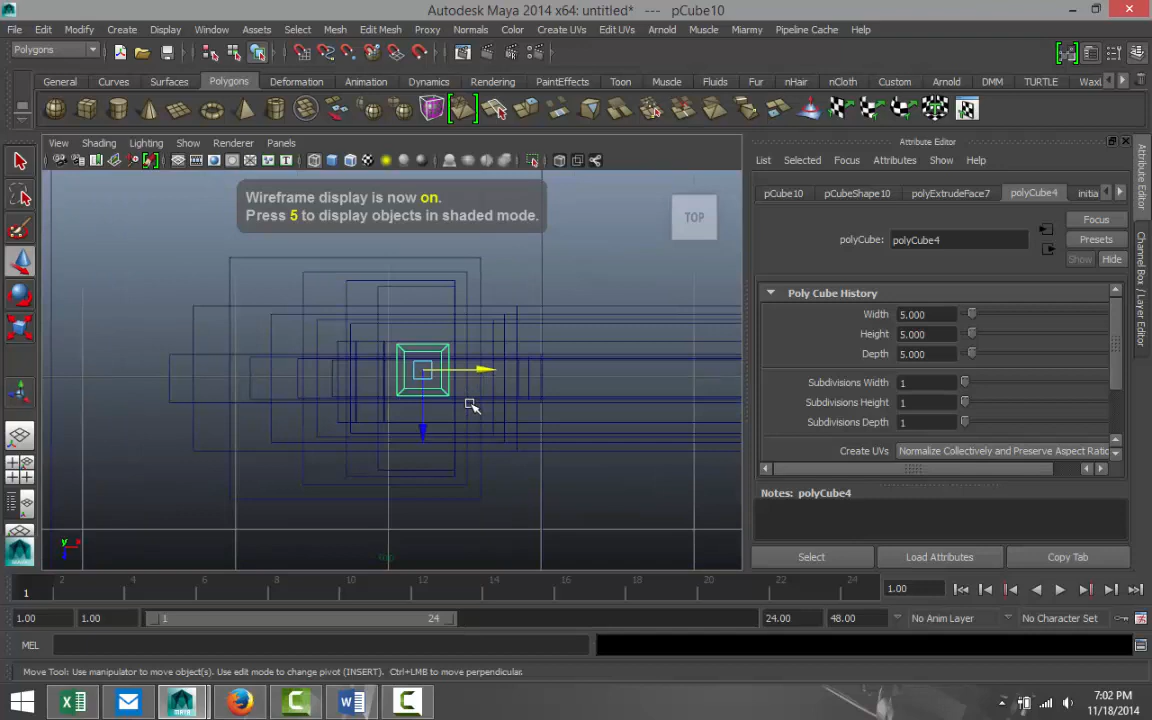 Autodesk Maya 2014 x64: untitled* --- pCube10
File Edit Modify Create Display Window Assets Select Mesh Edit Mesh Proxy Normals Color Create UVs Edit UVs Arnold Muscle Marmy Pipeline Cache Help
Polygons
General Curves Surfaces Polygons Deformation Animation Dynamics Rendering PaintEffects Toon Muscle Fluids Fur nHair nCloth Custom Arnold DMM TURTLE
View Shading Lighting Show Renderer Panels
Wireframe display is now on.
Press 5 to display objects in shaded mode.
TOP
top
Attribute Editor
List Selected Focus Attributes Show Help
pCube10 pCubeShape10 polyExtrudeFace7 polyCube4 initia
Focus
polyCube: polyCube4
Presets
Show Hide
Poly Cube History
Width 5.000
Height 5.000
Depth 5.000
Subdivisions Width 1
Subdivisions Height 1
Subdivisions Depth 1
Create UVs Normalize Collectively and Preserve Aspect Ratio
Notes: polyCube4
Select Load Attributes Copy Tab
Attribute Editor
Channel Box / Layer Editor
2 4 6 8 10 12 14 16 18 20 22 24
1
1.00
1.00 1.00 1 24 24.00 48.00 No Anim Layer No Character Set
MEL
Move Tool: Use manipulator to move object(s). Use edit mode to change pivot (INSERT). Ctrl+LMB to move perpendicular.
7:02 PM
11/18/2014